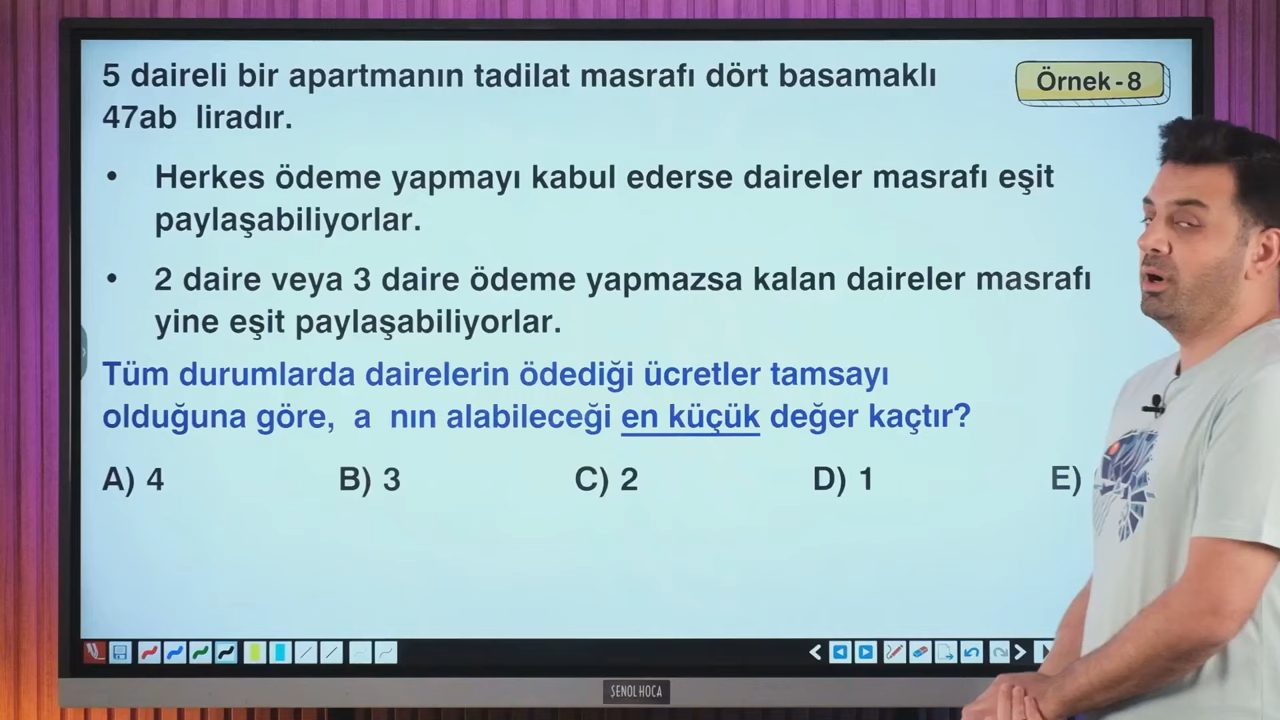 5 daireli bir apartmanın tadilat masrafı dört basamaklı
47ab liradır.
Örnek-8
• Herkes ödeme yapmayı kabul ederse daireler masrafı eşit
paylaşabiliyorlar.
• 2 daire veya 3 daire ödeme yapmazsa kalan daireler masrafı
yine eşit paylaşabiliyorlar.
Tüm durumlarda dairelerin ödediği ücretler tamsayı
olduğuna göre, a nın alabileceği en küçük değer kaçtır?
A) 4 B) 3 C) 2 D) 1 E)
ŞENOL HOCA